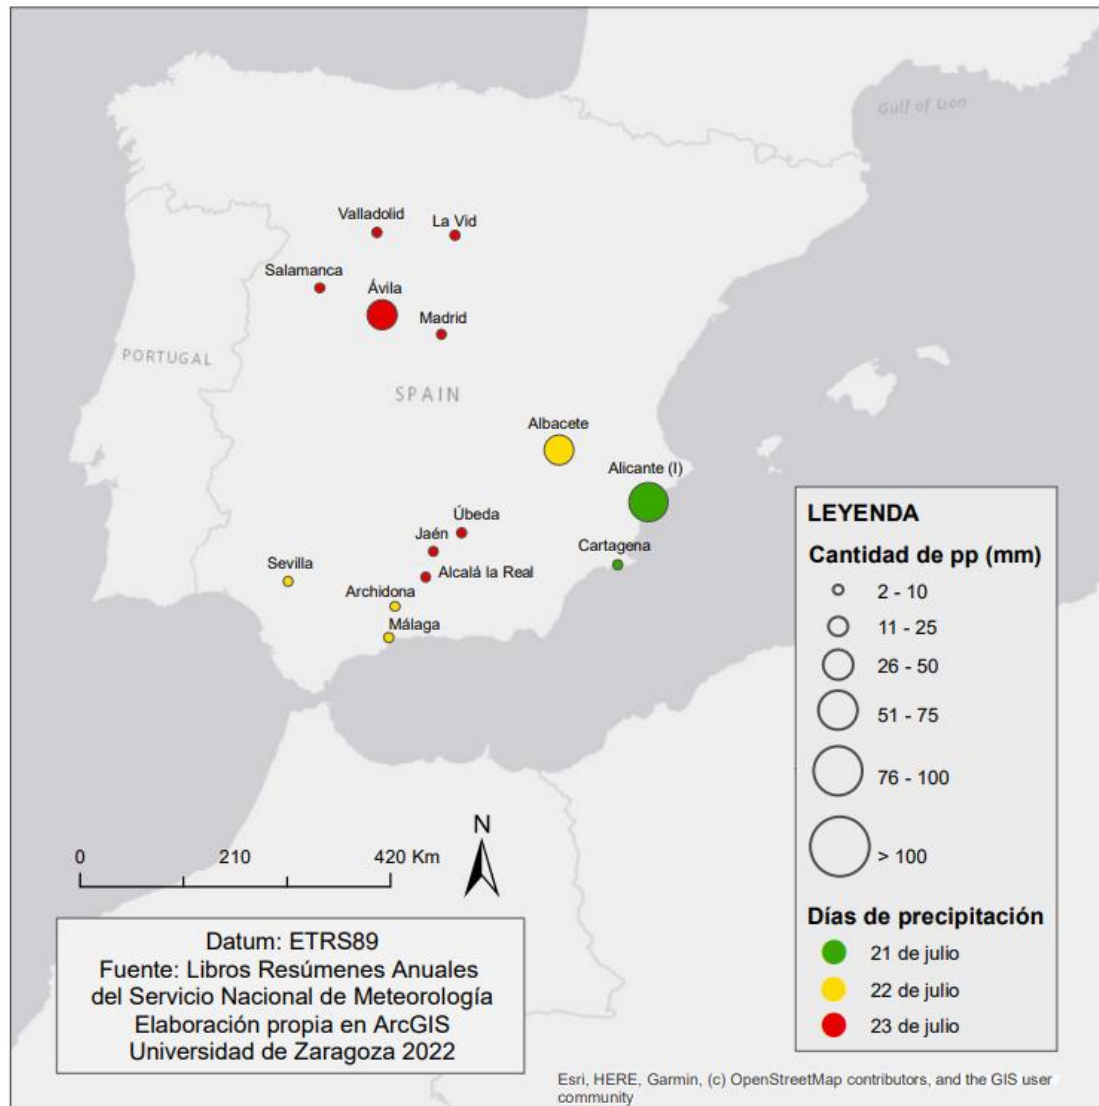 Gulf of Lion
Valladolid
La Vid
Salamanca
Ávila
Madrid
PORTUGAL
SPAIN
Albacete
Alicante (I)
Úbeda
Jaén
Cartagena
Sevilla
Alcalá la Real
Archidona
Málaga
LEYENDA
Cantidad de pp (mm)
2 - 10
11 - 25
26 - 50
51 - 75
76 - 100
> 100
Días de precipitación
21 de julio
22 de julio
23 de julio
N
0 210 420 Km
Datum: ETRS89
Fuente: Libros Resúmenes Anuales
del Servicio Nacional de Meteorología
Elaboración propia en ArcGIS
Universidad de Zaragoza 2022
Esri, HERE, Garmin, (c) OpenStreetMap contributors, and the GIS user
community